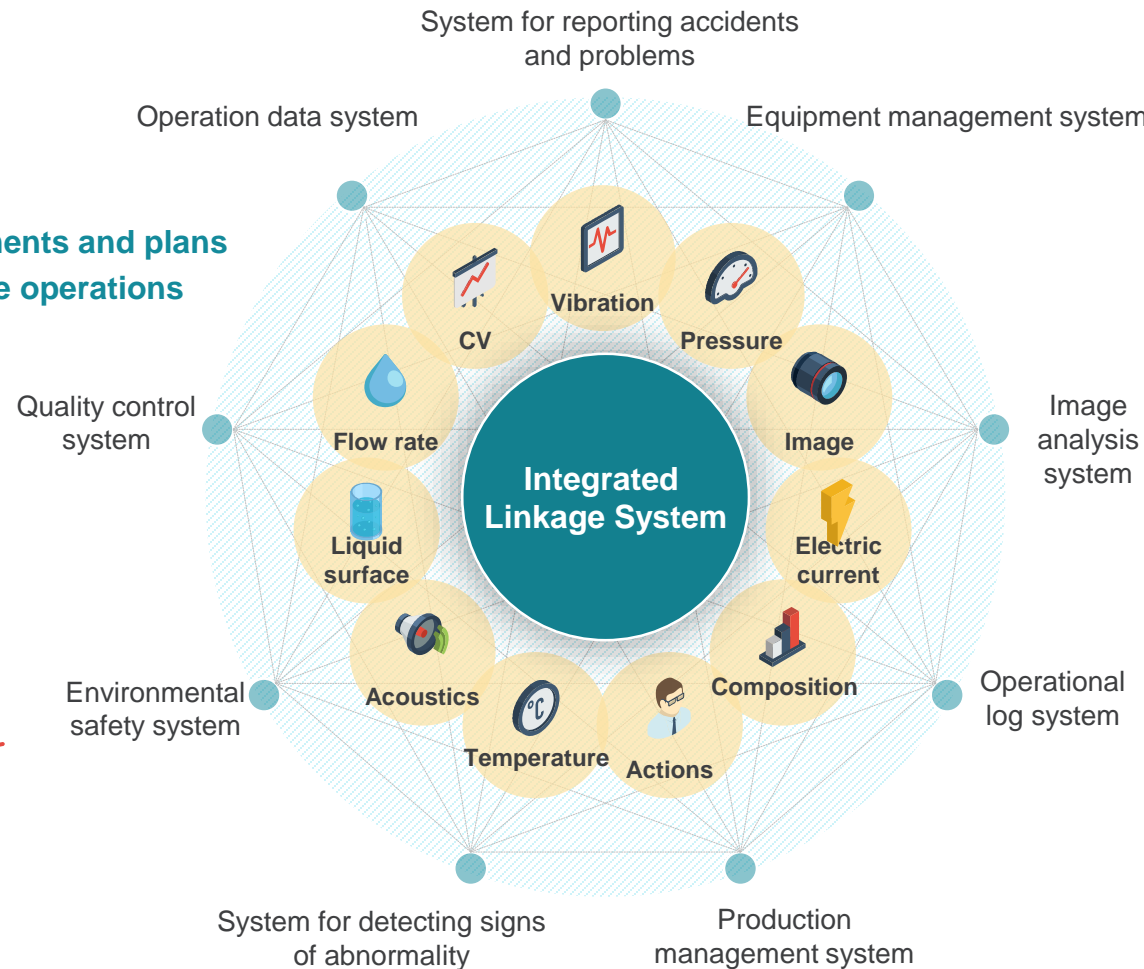 System for reporting accidents
and problems
Operation data system
Equipment management system
and plans
operations
Vibration
CV
Pressure
Quality control
system
Flow rate
Image
Image
analysis
system
Integrated
Linkage System
Liquid
surface
Electric
current
Environmental
safety system
Acoustics
Composition
Operational
log system
Temperature
°C
Actions
System for detecting signs
of abnormality
Production
management system